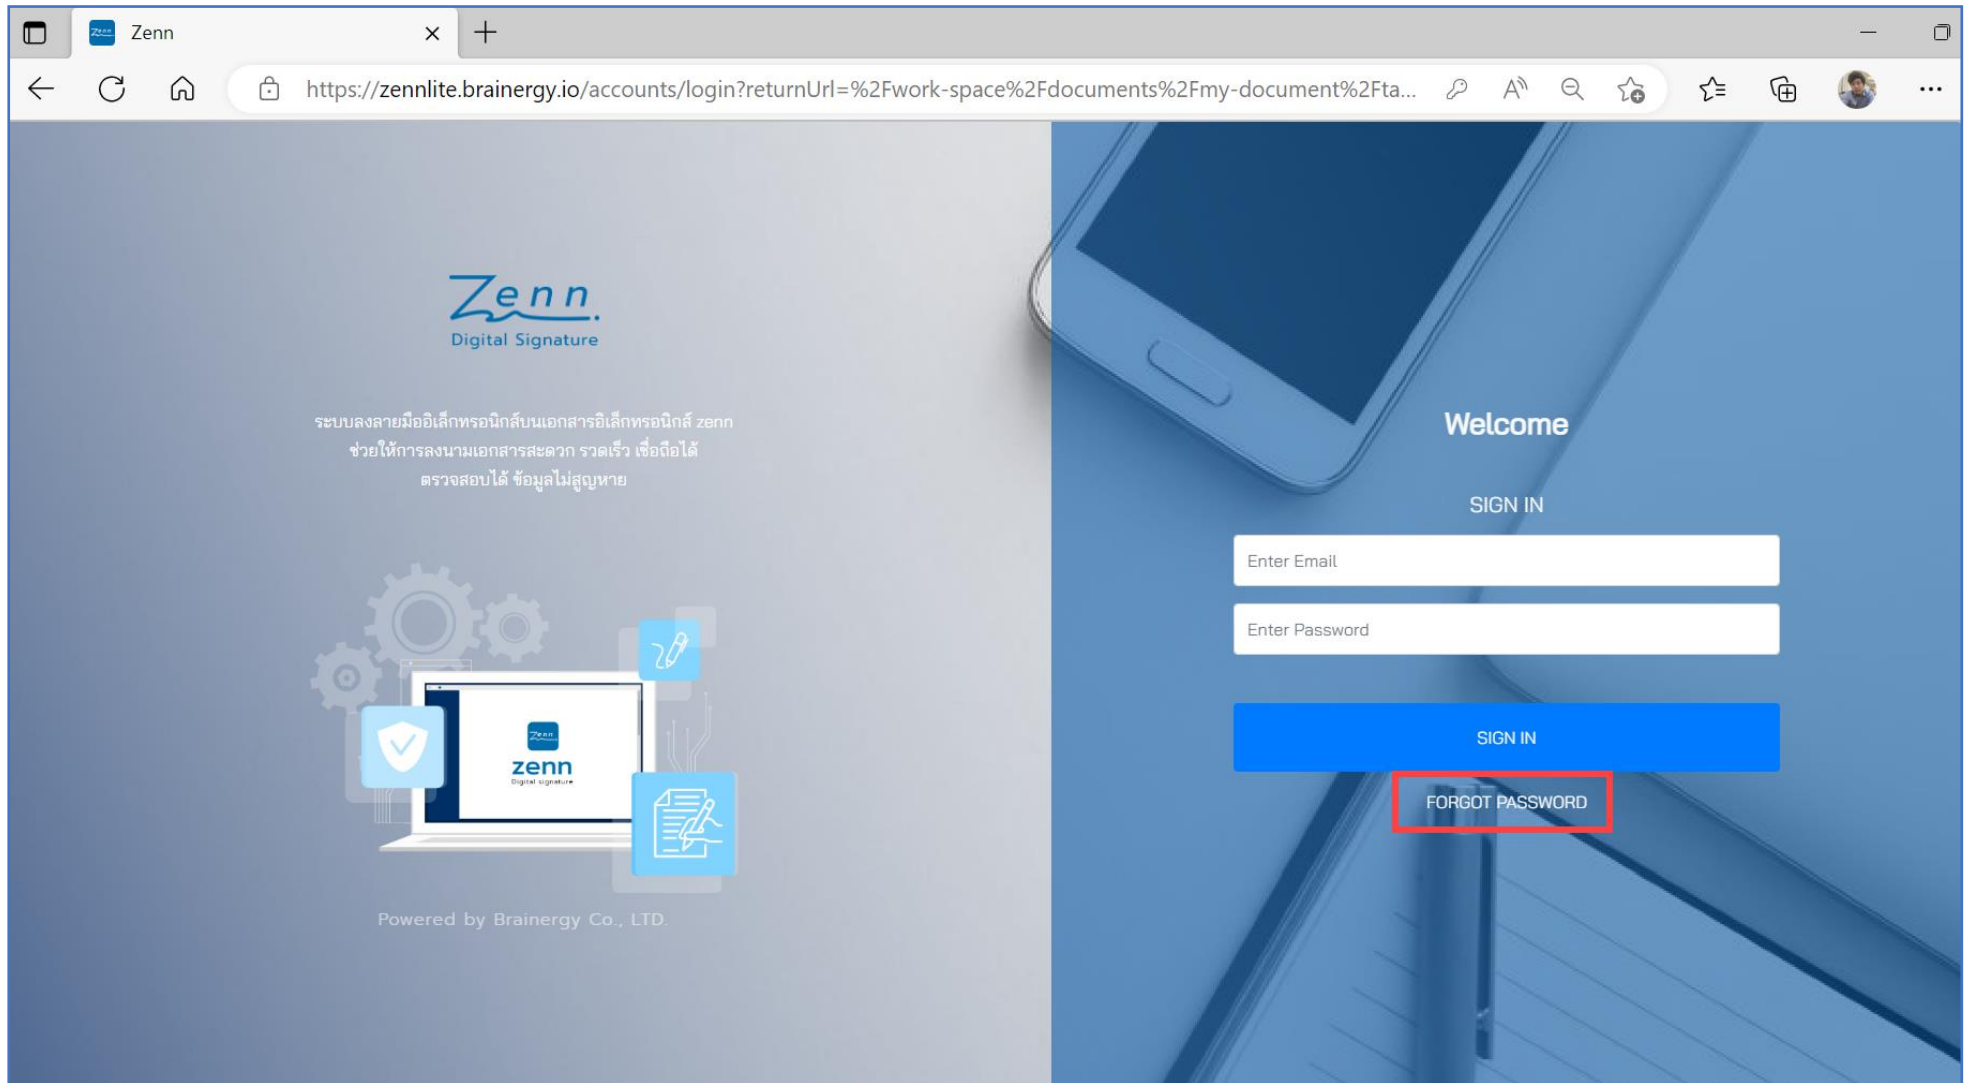 Zenn
https://zennlite.brainergy.io/accounts/login?returnUrl=%2Fwork-space%2Fdocuments%2Fmy-document%2Fta...
Zenn.
Digital Signature
ระบบลงลายมืออิเล็กทรอนิกส์บนเอกสารอิเล็กทรอนิกส์ zenn
ช่วยให้การลงนามเอกสารสะดวก รวดเร็ว เชื่อถือได้
ตรวจสอบได้ ข้อมูลไม่สูญหาย
Zenn
zenn
Digital signature
Powered by Brainergy Co., LTD.
Welcome
SIGN IN
Enter Email
Enter Password
SIGN IN
FORGOT PASSWORD